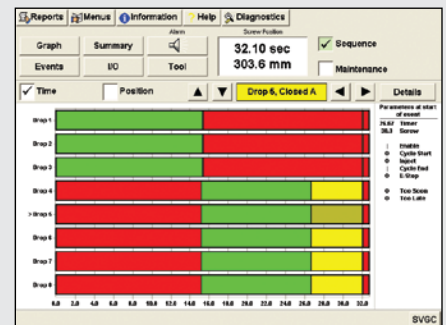 Reports Menus Information Help Diagnostics
Alarm
Screw Position
Graph Summary
32.10 sec
303.6 mm
Sequence
Events I/O Tool
Maintenance
Time Position Drop 5, Closed A Details
Parameters at start
of event
Timer
Screw
Enable
Cycle Start
Inject
Cycle End
E-Stop
Too Soon
Too Late
Drop 1
Drop 2
Drop 3
Drop 4
> Drop 5
Drop 6
Drop 7
Drop 8
0.0 2.0 4.0 6.0 8.0 10.0 12.0 14.0 16.0 18.0 20.0 22.0 24.0 26.0 28.0 30.0 32.0
SVGC